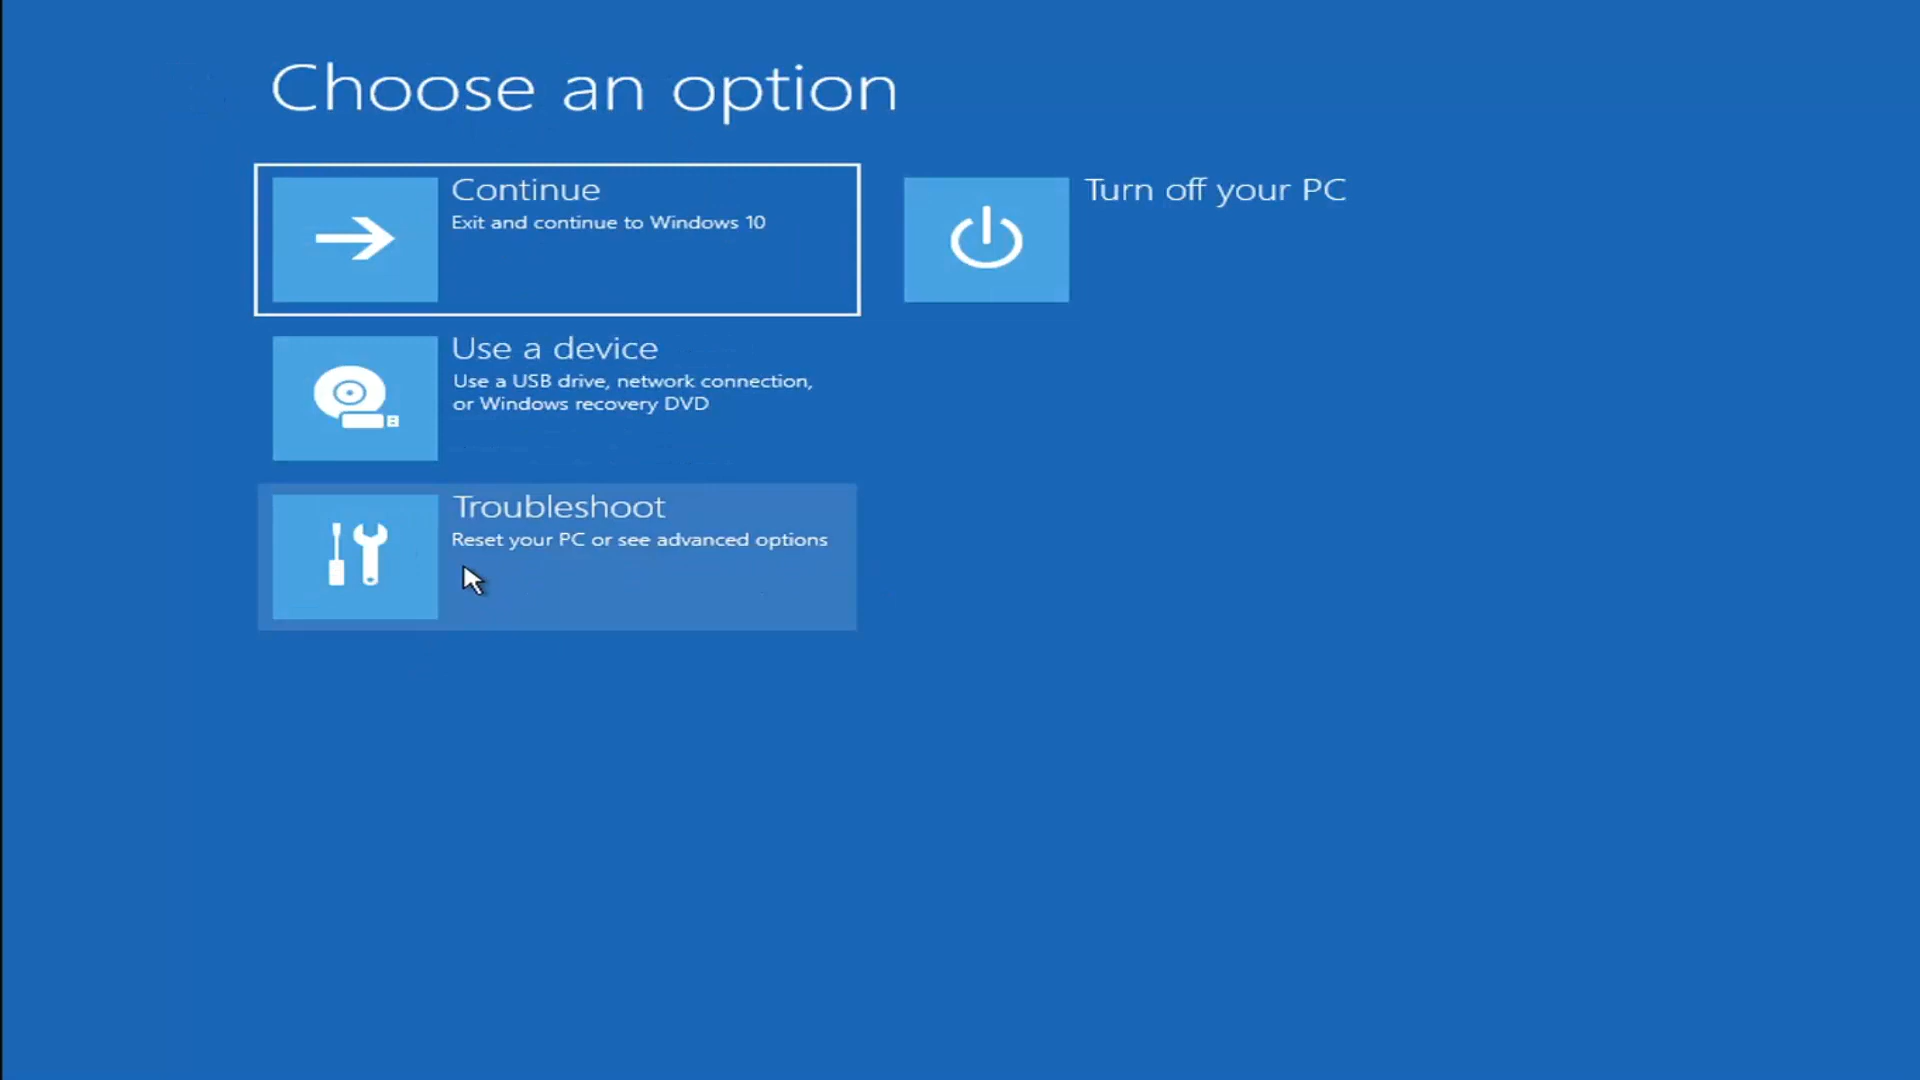 Choose an option
Continue
Exit and continue to Windows 10
Turn off your PC
Use a device
Use a USB drive, network connection,
or Windows recovery DVD
Troubleshoot
Reset your PC or see advanced options